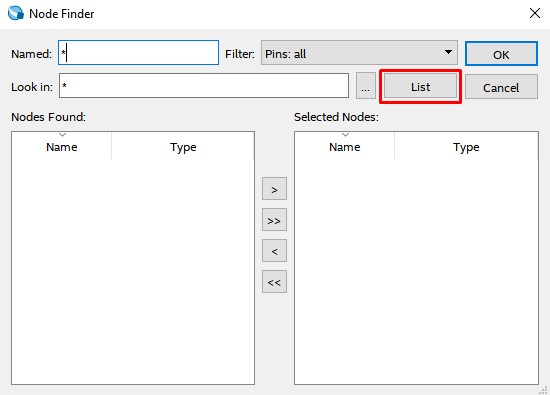 Node Finder
Named: * Filter: Pins: all OK
Look in: * ... List Cancel
Nodes Found: Selected Nodes:
Name Type Name Type
>
>>
<
<<